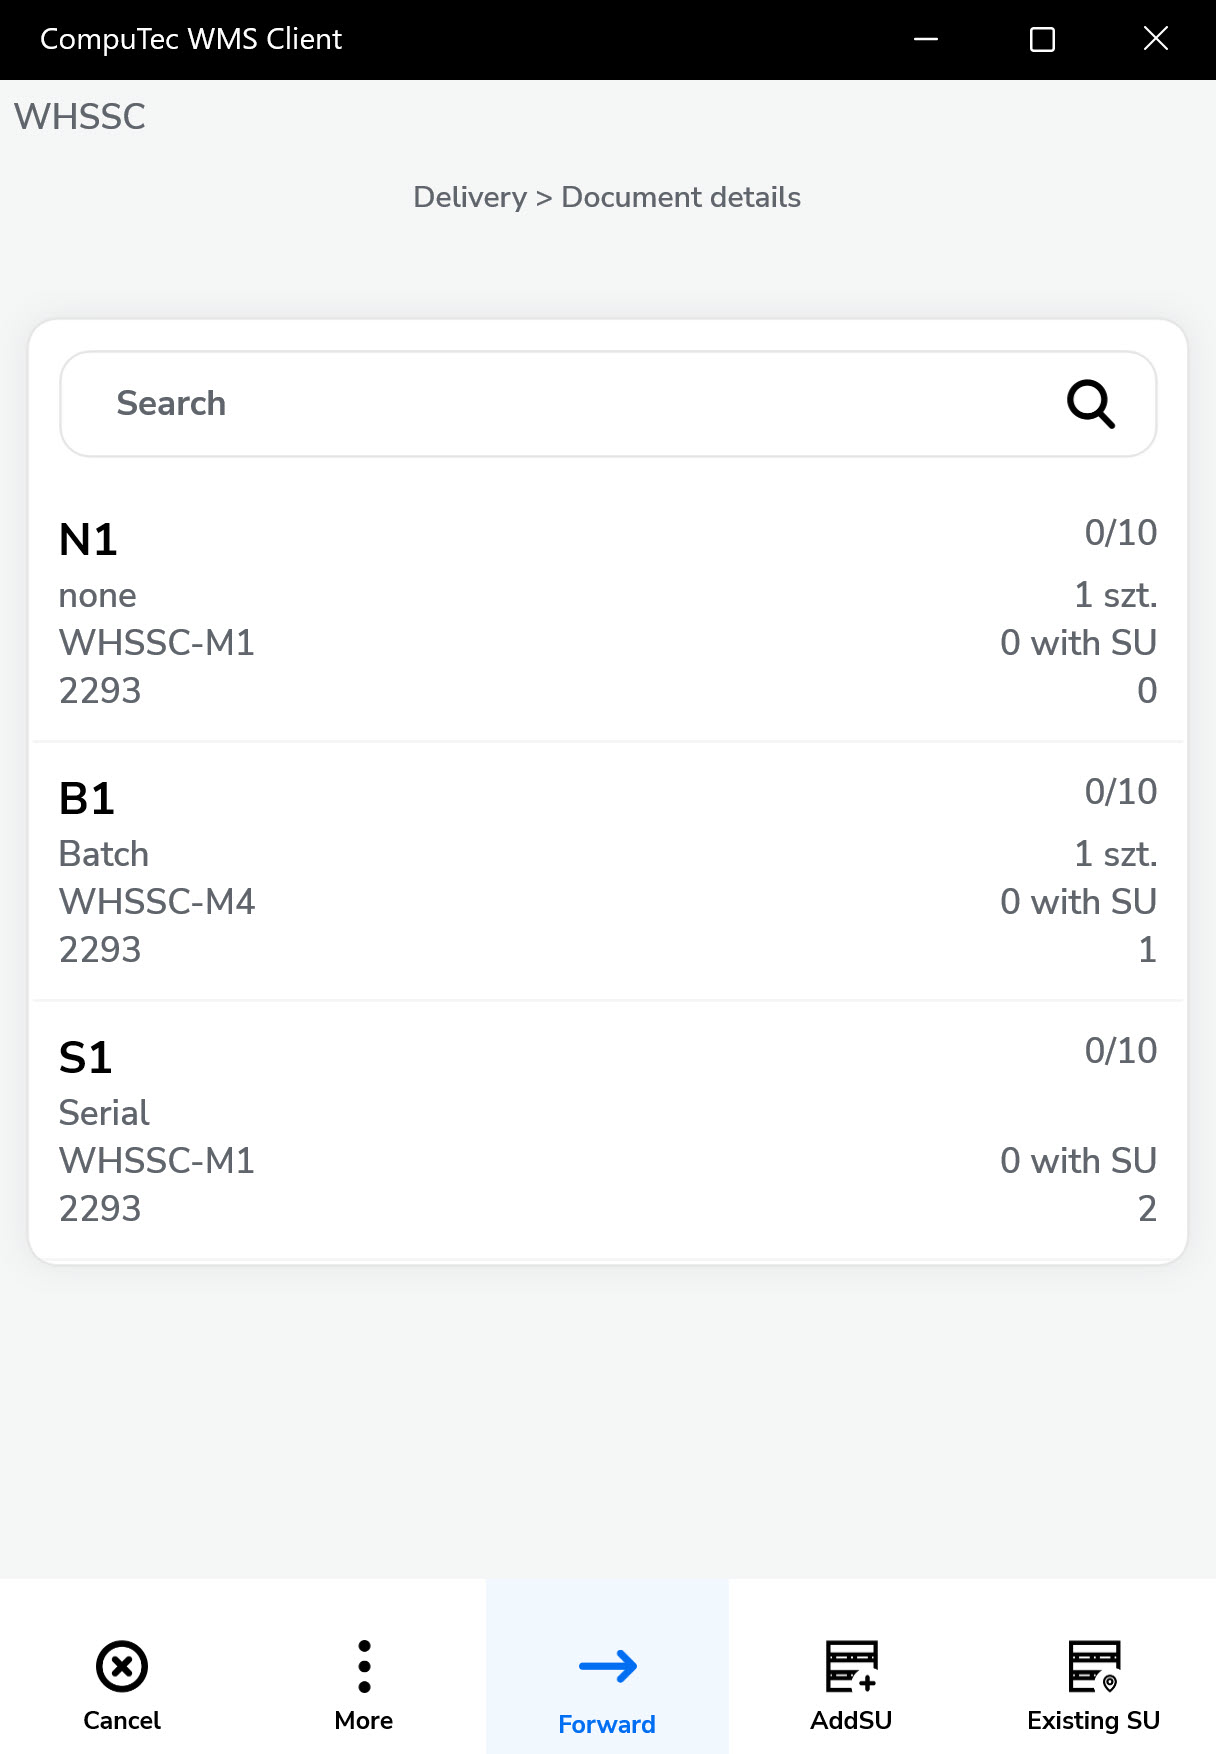 CompuTec WMS Client
WHSSC
Delivery > Document details
Search
N1 0/10
none 1 szt.
WHSSC-M1 0 with SU
2293 0
B1 0/10
Batch 1 szt.
WHSSC-M4 0 with SU
2293 1
S1 0/10
Serial
WHSSC-M1 0 with SU
2293 2
Cancel More Forward AddSU Existing SU